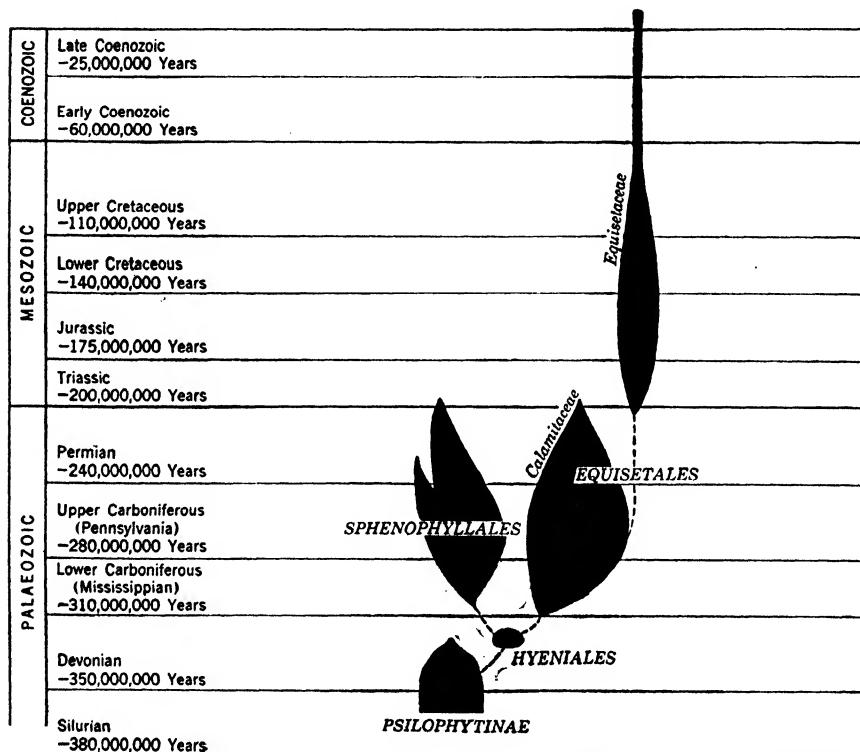 COENOZOIC
Late Coenozoic
-25,000,000 Years
Early Coenozoic
-60,000,000 Years
MESOZOIC
Upper Cretaceous
-110,000,000 Years
Lower Cretaceous
-140,000,000 Years
Jurassic
-175,000,000 Years
Triassic
-200,000,000 Years
PALAEOZOIC
Permian
-240,000,000 Years
Upper Carboniferous
(Pennsylvania)
-280,000,000 Years
Lower Carboniferous
(Mississippian)
-310,000,000 Years
Devonian
-350,000,000 Years
Silurian
-380,000,000 Years
Equisetaceae
Calamitaceae
EQUISETALES
SPHENOPHYLLALES
HYENIALES
PSILOPHYTINAE